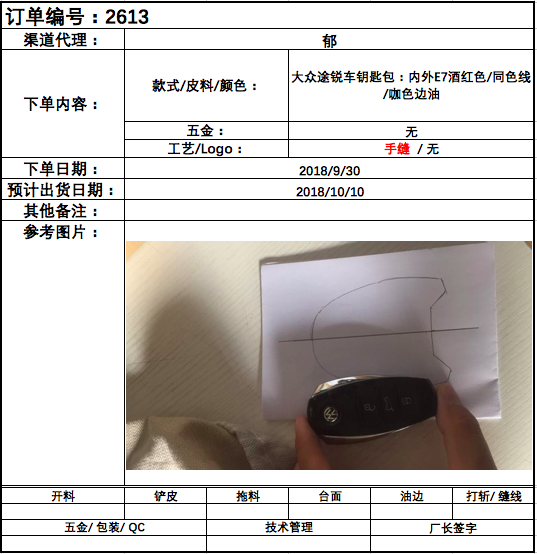 订单编号：2613
渠道代理：
郁
下单内容：
款式/皮料/颜色：
大众途锐车钥匙包：内外E7酒红色/同色线
/咖色边油
五金：
无
工艺/Logo：
手缝 / 无
下单日期：
2018/9/30
预计出货日期：
2018/10/10
其他备注：
参考图片：
开料
铲皮
拖料
台面
油边
打斩/ 缝线
五金/ 包装/ QC
技术管理
厂长签字